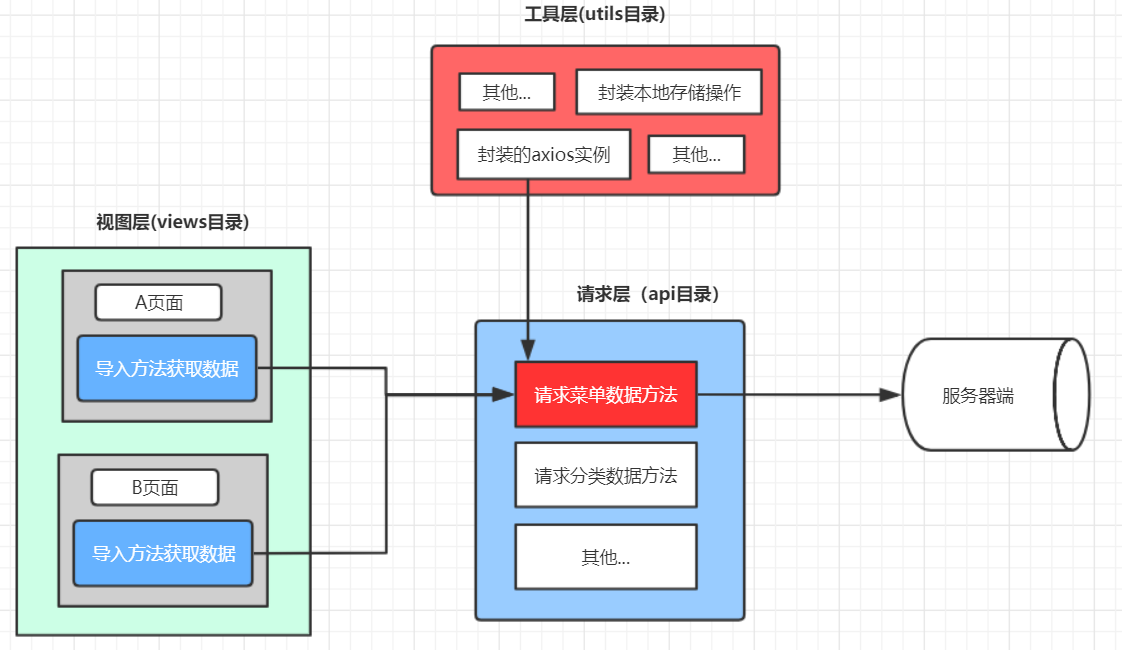 工具层(utils目录)
其他...
封装本地存储操作
封装的axios实例
其他...
视图层(views目录)
A页面
导入方法获取数据
B页面
导入方法获取数据
请求层（api目录）
请求菜单数据方法
请求分类数据方法
其他...
服务器端